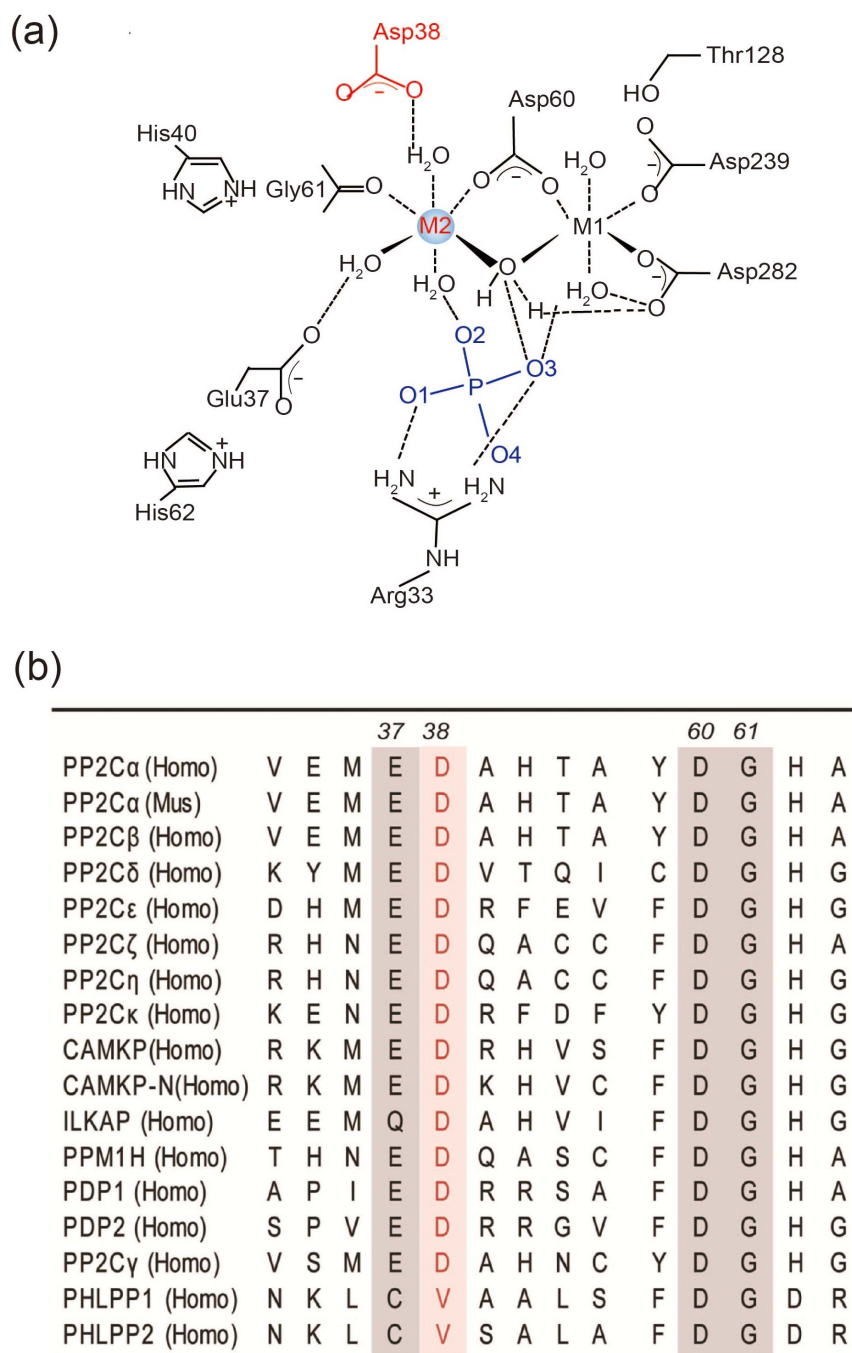 (a)
Asp38
O O
−
Thr128
HO
Asp60
His40
HN NH
+
H2O
H2O
O
Asp239
−
O
Gly61 O
O O
−
M2
M1
H2O
H2O
O
H
H
H2O
O
−
O
Asp282
O2
O
−
O
Glu37
O1 P O3
O4
HN NH
+
His62
H2N H2N
+
NH
Arg33
(b)
37 38 60 61
PP2Cα (Homo) V E M E D A H T A Y D G H A
PP2Cα (Mus) V E M E D A H T A Y D G H A
PP2Cβ (Homo) V E M E D A H T A Y D G H A
PP2Cδ (Homo) K Y M E D V T Q I C D G H G
PP2Cε (Homo) D H M E D R F E V F D G H G
PP2Cζ (Homo) R H N E D Q A C C F D G H A
PP2Cη (Homo) R H N E D Q A C C F D G H G
PP2Cκ (Homo) K E N E D R F D F Y D G H G
CAMKP(Homo) R K M E D R H V S F D G H G
CAMKP-N(Homo) R K M E D K H V C F D G H G
ILKAP (Homo) E E M Q D A H V I F D G H G
PPM1H (Homo) T H N E D Q A S C F D G H A
PDP1 (Homo) A P I E D R R S A F D G H A
PDP2 (Homo) S P V E D R R G V F D G H G
PP2Cγ (Homo) V S M E D A H N C Y D G H G
PHLPP1 (Homo) N K L C V A A L S F D G D R
PHLPP2 (Homo) N K L C V S A L A F D G D R